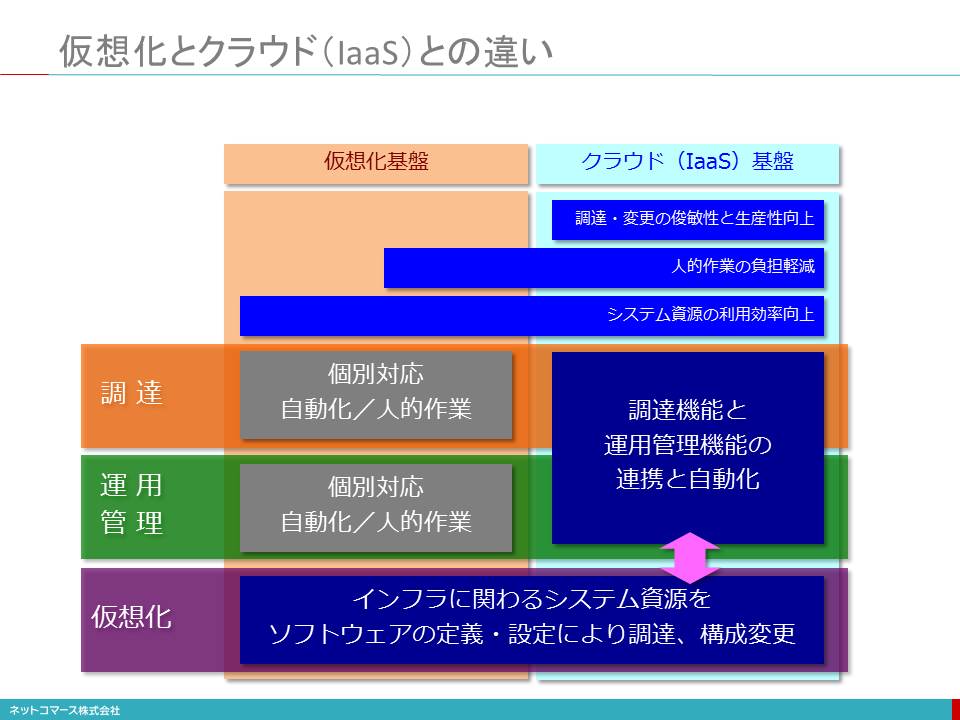 仮想化とクラウド（IaaS）との違い
仮想化基盤
クラウド（IaaS）基盤
調達・変更の俊敏性と生産性向上
人的作業の負担軽減
システム資源の利用効率向上
調 達
個別対応
自動化／人的作業
調達機能と
運用管理機能の
連携と自動化
運 用
管 理
個別対応
自動化／人的作業
仮想化
インフラに関わるシステム資源を
ソフトウェアの定義・設定により調達、構成変更
ネットコマース株式会社